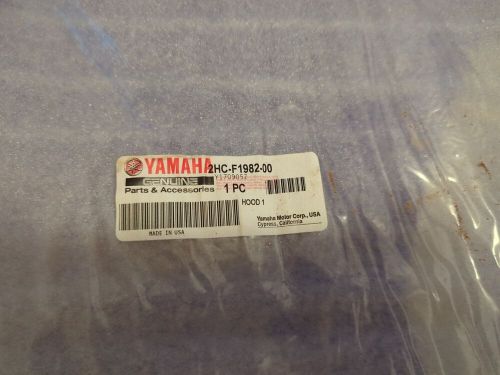 YAMAHA 2HC-F1982-00
GENUINE
Parts & Accessories 1 PC
HOOD 1
Yamaha Motor Corp., USA
Cypress, California
MADE IN USA